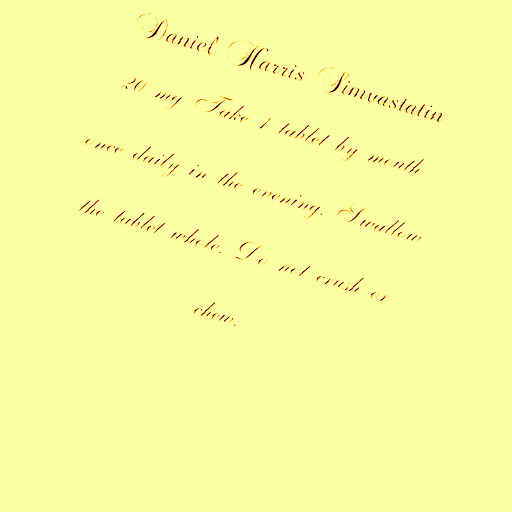 Daniel Harris Simvastatin
20 mg Take 1 tablet by mouth
once daily in the evening. Swallow
the tablet whole. Do not crush or
chew.